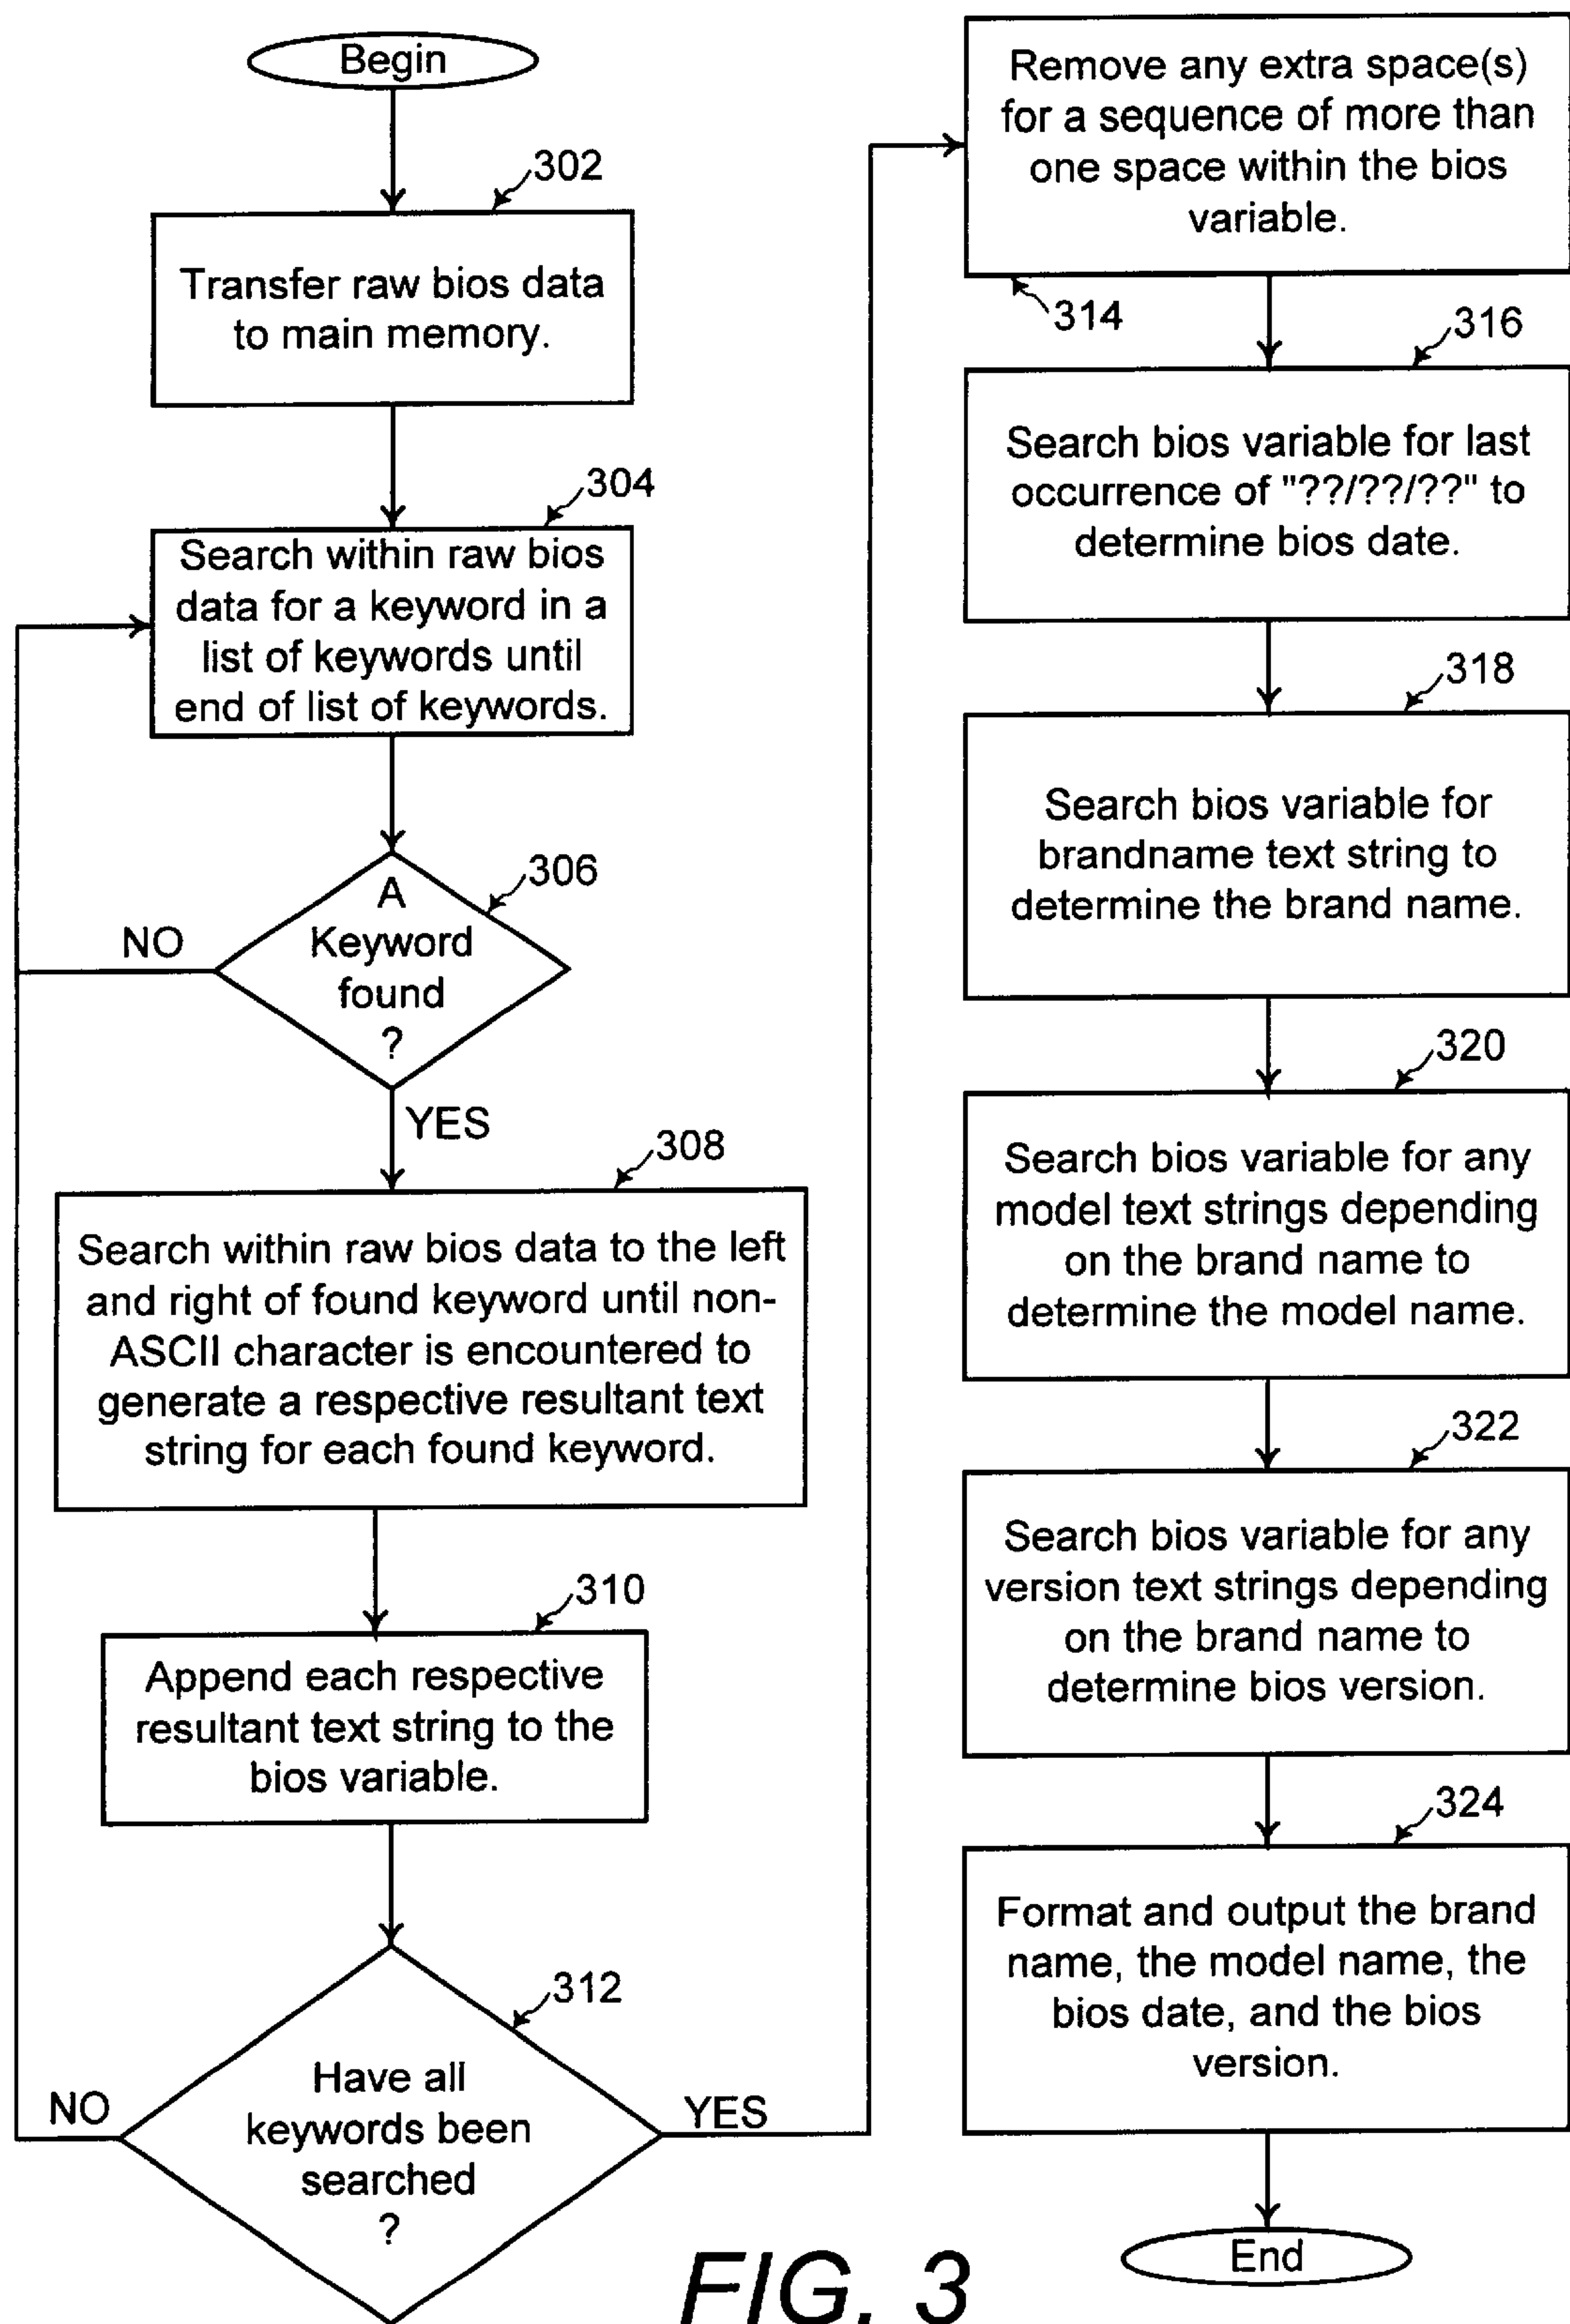 Begin
302
Transfer raw bios data
to main memory.
304
Search within raw bios
data for a keyword in a
list of keywords until
end of list of keywords.
306
A
Keyword
found
?
NO
YES
308
Search within raw bios data to the left
and right of found keyword until non-
ASCII character is encountered to
generate a respective resultant text
string for each found keyword.
310
Append each respective
resultant text string to the
bios variable.
312
Have all
keywords been
searched
?
NO
YES
Remove any extra space(s)
for a sequence of more than
one space within the bios
variable.
314
316
Search bios variable for last
occurrence of "??/??/??" to
determine bios date.
318
Search bios variable for
brandname text string to
determine the brand name.
320
Search bios variable for any
model text strings depending
on the brand name to
determine the model name.
322
Search bios variable for any
version text strings depending
on the brand name to
determine bios version.
324
Format and output the brand
name, the model name, the
bios date, and the bios
version.
End
FIG. 3